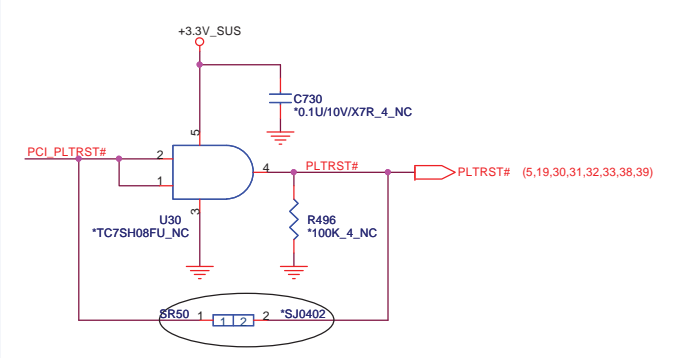 +3.3V_SUS
C730
*0.1U/10V/X7R_4_NC
5
PCI_PLTRST#
2
1
4
PLTRST#
PLTRST# (5,19,30,31,32,33,38,39)
3
U30
*TC7SH08FU_NC
R496
*100K_4_NC
SR50 1 1 2 2 *SJ0402